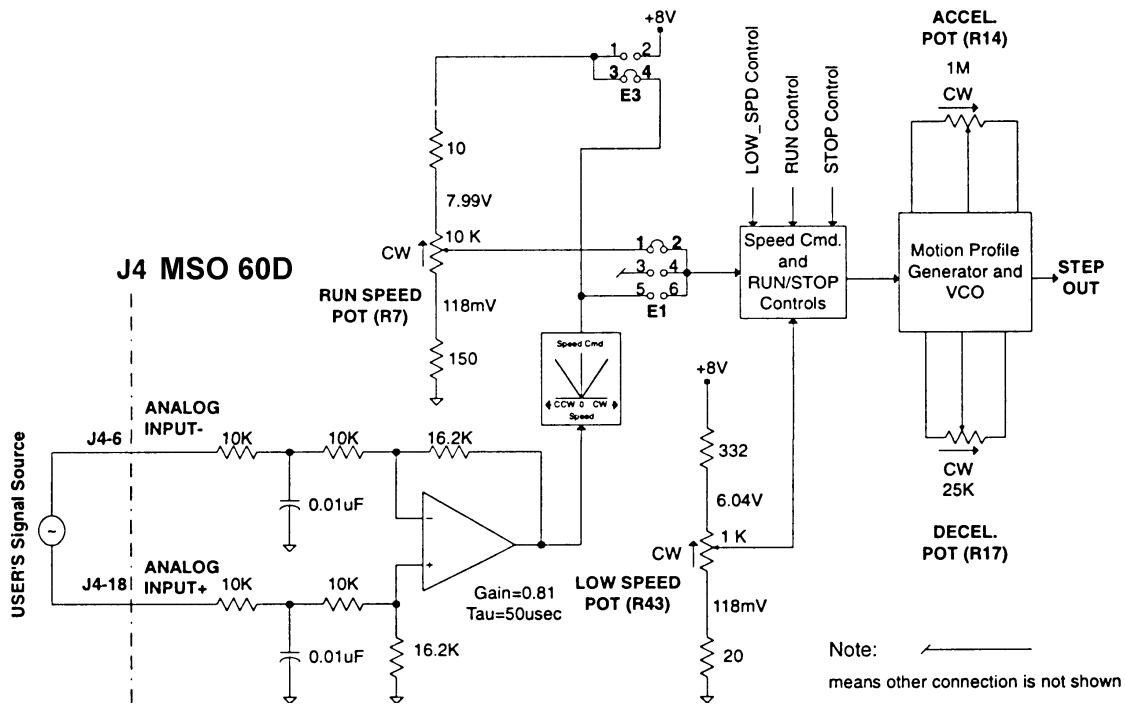 +8V
1 2
3 4
E3
10
7.99V
10 K
CW
RUN SPEED
POT (R7)
118mV
150
J4 MSO 60D
1 2
3 4
5 6
E1
LOW_SPD Control
RUN Control
STOP Control
Speed Cmd.
and
RUN/STOP
Controls
ACCEL.
POT (R14)
1M
CW
Motion Profile
Generator and
VCO
STEP
OUT
CW
25K
DECEL.
POT (R17)
Speed Cmd
CCW 0 CW
Speed
USER'S Signal Source
~
J4-6
ANALOG
INPUT-
10K
10K
16.2K
0.01uF
-
+
J4-18
ANALOG
INPUT+
10K
10K
0.01uF
16.2K
Gain=0.81
Tau=50usec
+8V
332
6.04V
1 K
CW
LOW SPEED
POT (R43)
118mV
20
Note:
means other connection is not shown